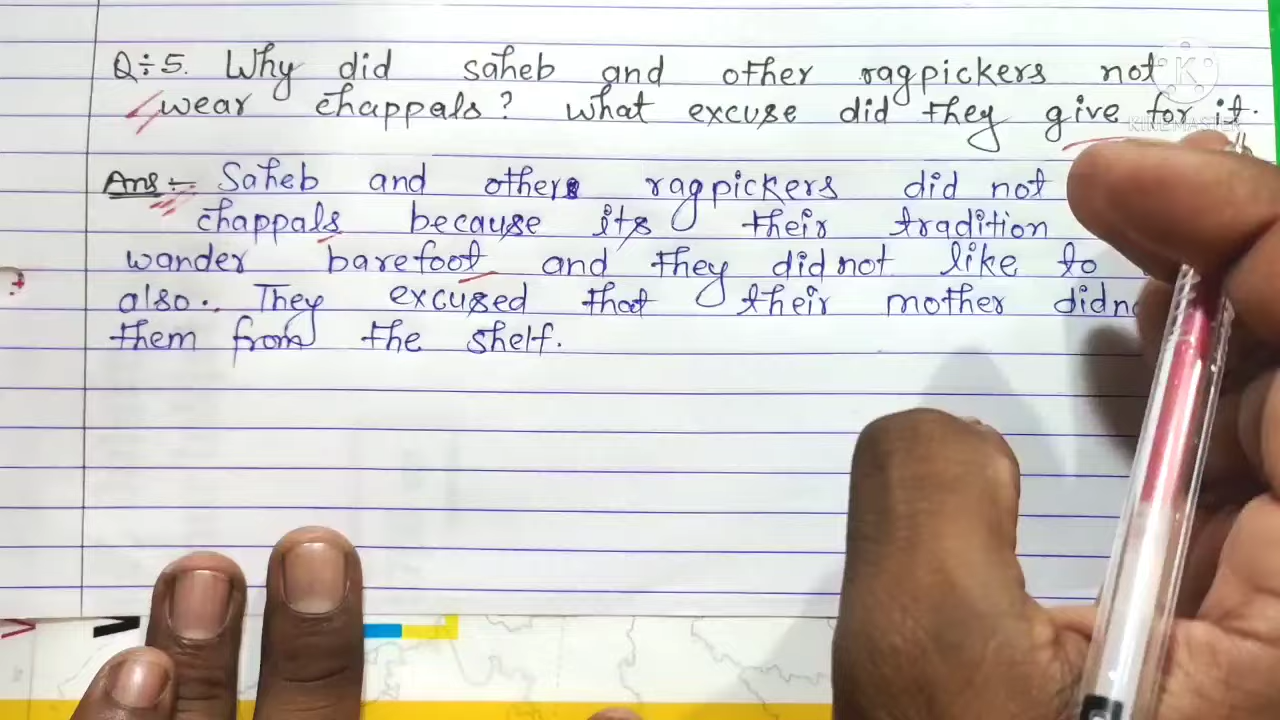 Q÷5. Why did saheb and other ragpickers not
wear chappals? What excuse did they give for it.
Ans:- Saheb and others ragpickers did not
chappals because its their tradition
wander barefoot and they did not like to
also. They excused that their mother didn
them from the shelf.
K
KINEMASTER